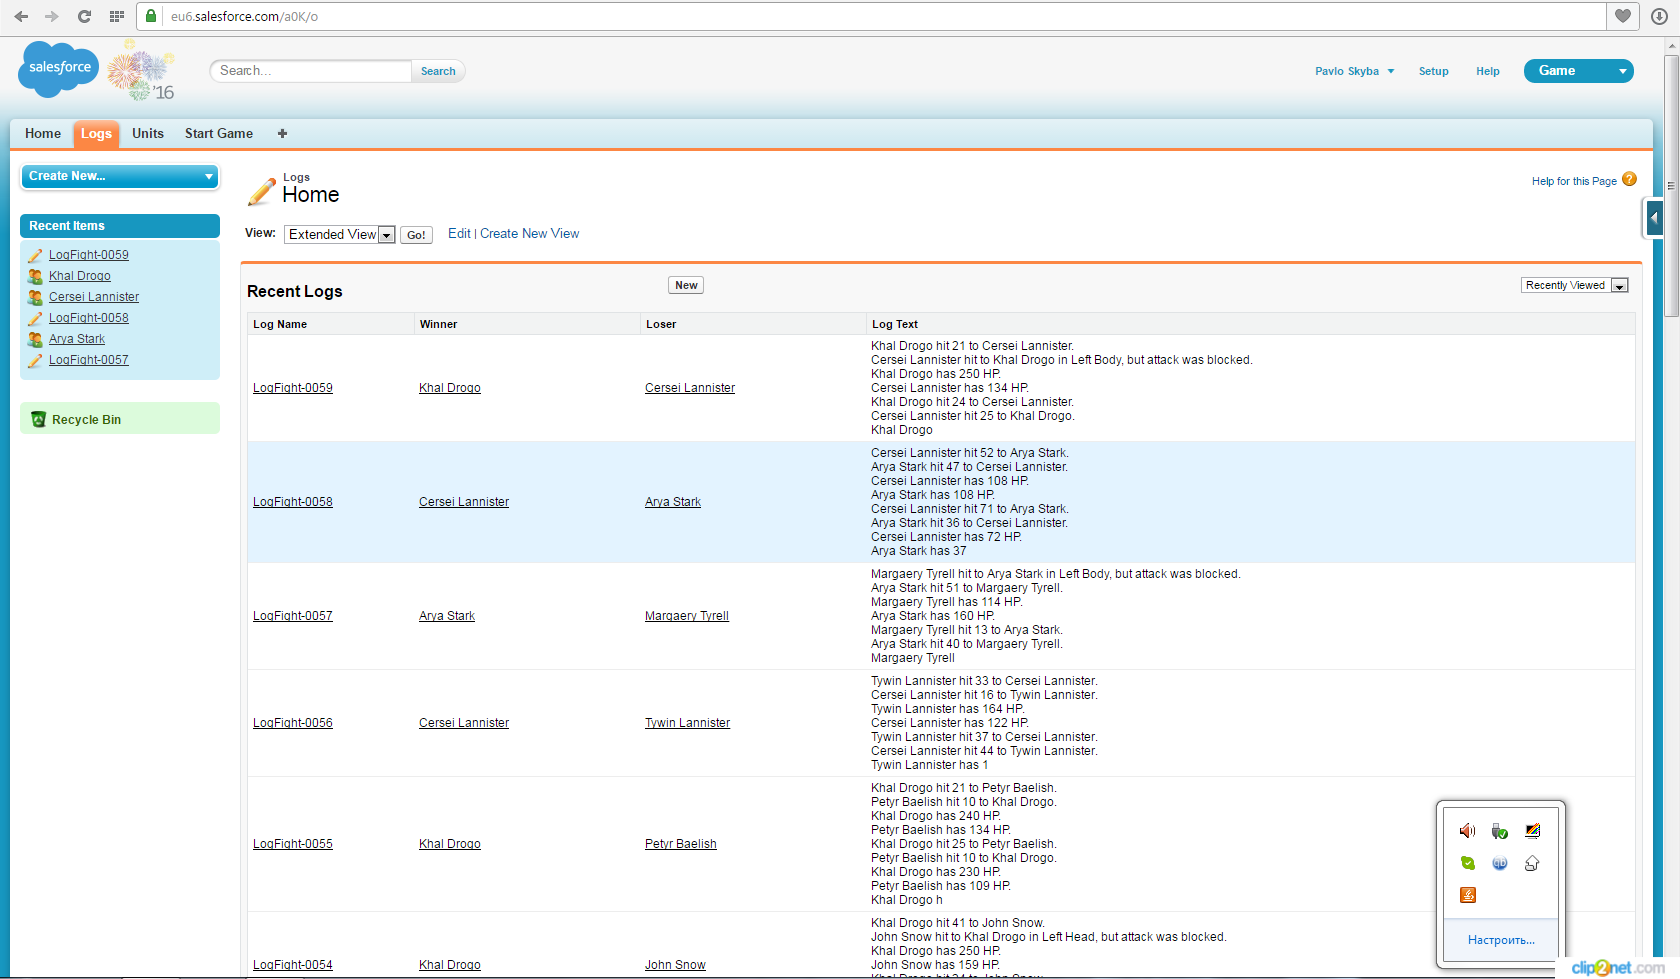 eu6.salesforce.com/a0K/o
salesforce
'16
Search...
Search
Pavlo Skyba
Setup
Help
Game
Home
Logs
Units
Start Game
+
Create New...
Recent Items
LogFight-0059
Khal Drogo
Cersei Lannister
LogFight-0058
Arya Stark
LogFight-0057
Recycle Bin
Logs
Home
Help for this Page
?
View:
Extended View
Go!
Edit | Create New View
Recent Logs
New
Recently Viewed
Log Name Winner Loser Log Text
LogFight-0059 Khal Drogo Cersei Lannister
Khal Drogo hit 21 to Cersei Lannister.
Cersei Lannister hit to Khal Drogo in Left Body, but attack was blocked.
Khal Drogo has 250 HP.
Cersei Lannister has 134 HP.
Khal Drogo hit 24 to Cersei Lannister.
Cersei Lannister hit 25 to Khal Drogo.
Khal Drogo
LogFight-0058 Cersei Lannister Arya Stark
Cersei Lannister hit 52 to Arya Stark.
Arya Stark hit 47 to Cersei Lannister.
Cersei Lannister has 108 HP.
Arya Stark has 108 HP.
Cersei Lannister hit 71 to Arya Stark.
Arya Stark hit 36 to Cersei Lannister.
Cersei Lannister has 72 HP.
Arya Stark has 37
LogFight-0057 Arya Stark Margaery Tyrell
Margaery Tyrell hit to Arya Stark in Left Body, but attack was blocked.
Arya Stark hit 51 to Margaery Tyrell.
Margaery Tyrell has 114 HP.
Arya Stark has 160 HP.
Margaery Tyrell hit 13 to Arya Stark.
Arya Stark hit 40 to Margaery Tyrell.
Margaery Tyrell
LogFight-0056 Cersei Lannister Tywin Lannister
Tywin Lannister hit 33 to Cersei Lannister.
Cersei Lannister hit 16 to Tywin Lannister.
Tywin Lannister has 164 HP.
Cersei Lannister has 122 HP.
Tywin Lannister hit 37 to Cersei Lannister.
Cersei Lannister hit 44 to Tywin Lannister.
Tywin Lannister has 1
LogFight-0055 Khal Drogo Petyr Baelish
Khal Drogo hit 21 to Petyr Baelish.
Petyr Baelish hit 10 to Khal Drogo.
Khal Drogo has 240 HP.
Petyr Baelish has 134 HP.
Khal Drogo hit 25 to Petyr Baelish.
Petyr Baelish hit 10 to Khal Drogo.
Khal Drogo has 230 HP.
Petyr Baelish has 109 HP.
Khal Drogo h
LogFight-0054 Khal Drogo John Snow
Khal Drogo hit 41 to John Snow.
John Snow hit to Khal Drogo in Left Head, but attack was blocked.
Khal Drogo has 250 HP.
John Snow has 159 HP.
qb
Настроить...
clip2net.com